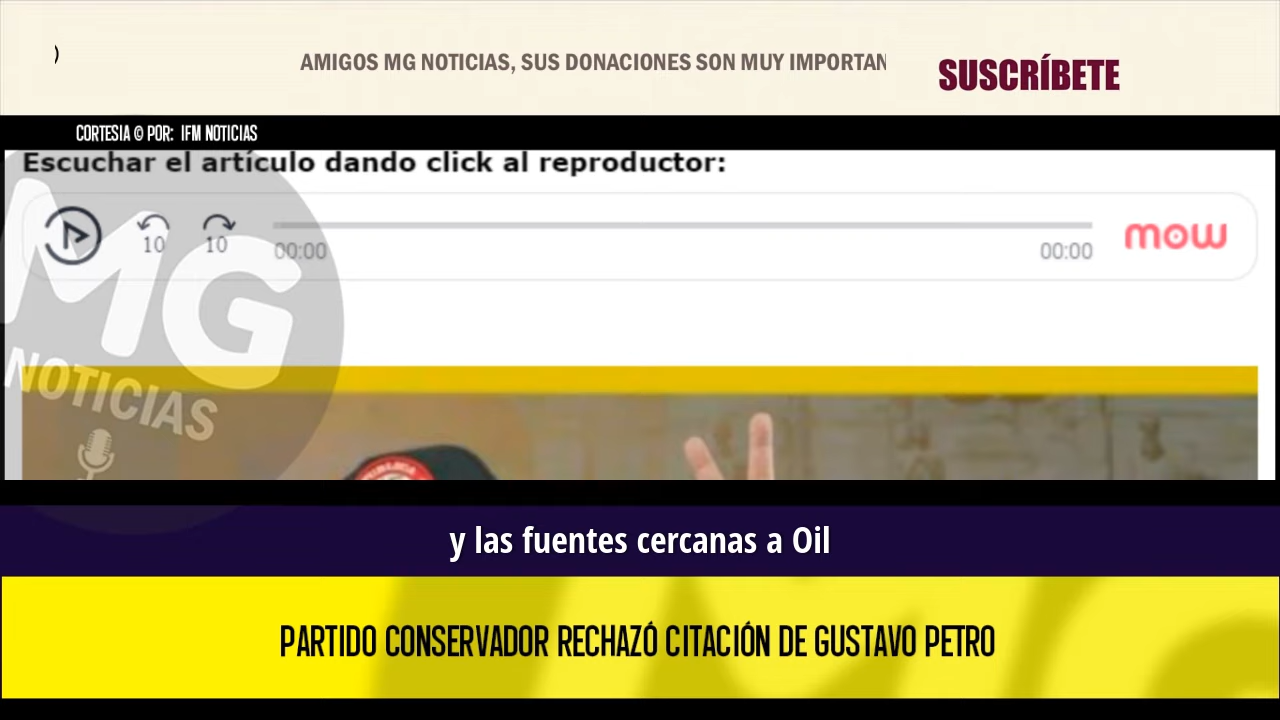 )
AMIGOS MG NOTICIAS, SUS DONACIONES SON MUY IMPORTAN
SUSCRÍBETE
CORTESIA © POR: IFM NOTICIAS
Escuchar el artículo dando click al reproductor:
10
10
00:00
00:00
mow
MG
NOTICIAS
y las fuentes cercanas a Oil
PARTIDO CONSERVADOR RECHAZÓ CITACIÓN DE GUSTAVO PETRO